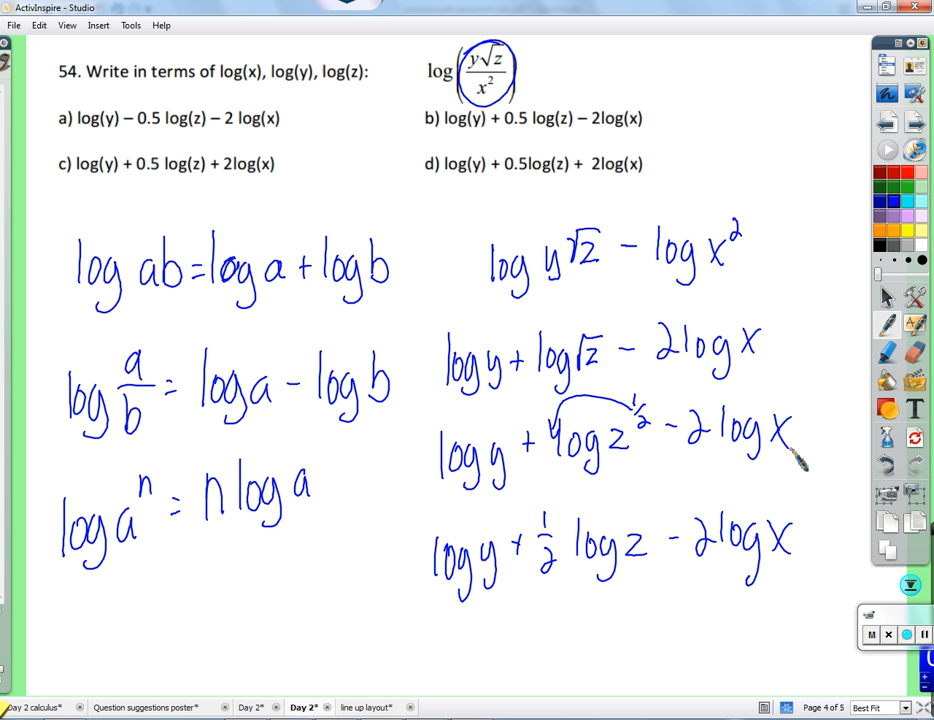 ActivInspire - Studio
File Edit View Insert Tools Help
54. Write in terms of log(x), log(y), log(z): log(y√z/x²)
a) log(y) – 0.5 log(z) – 2 log(x) b) log(y) + 0.5 log(z) – 2log(x)
c) log(y) + 0.5 log(z) + 2log(x) d) log(y) + 0.5log(z) + 2log(x)
log ab = log a + log b
log a/b = log a – log b
log aⁿ = n log a
log y√z – log x²
log y + log √z – 2 log x
log y + log z^½ – 2 log x
log y + ½ log z – 2 log x
M
Day 2 calculus* Question suggestions poster* Day 2* Day 2* line up layout* Page 4 of 5 Best Fit